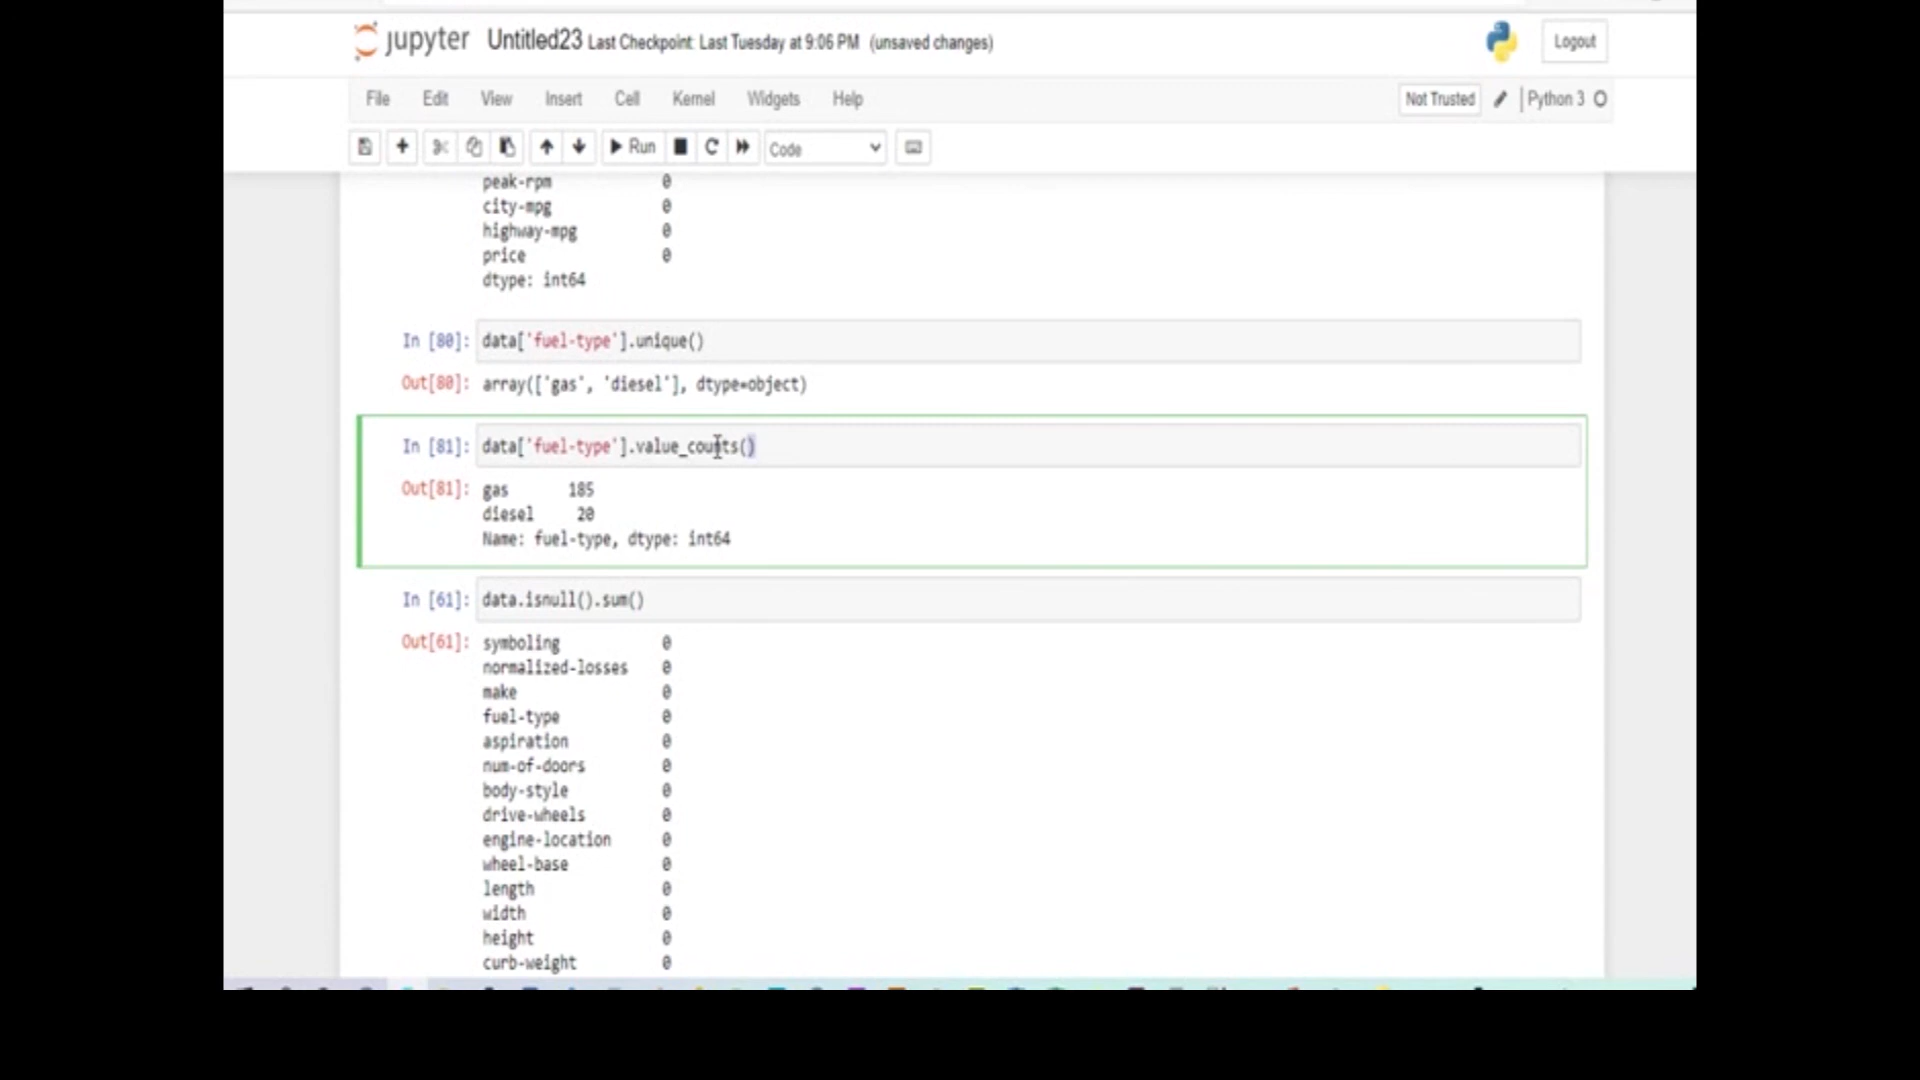 jupyter Untitled23 Last Checkpoint: Last Tuesday at 9:06 PM (unsaved changes) Logout
File Edit View Insert Cell Kernel Widgets Help Not Trusted Python 3
Run Code
peak-rpm 0
city-mpg 0
highway-mpg 0
price 0
dtype: int64
In [80]: data['fuel-type'].unique()
Out[80]: array(['gas', 'diesel'], dtype=object)
In [81]: data['fuel-type'].value_counts()
Out[81]: gas 185
diesel 20
Name: fuel-type, dtype: int64
In [61]: data.isnull().sum()
Out[61]: symboling 0
normalized-losses 0
make 0
fuel-type 0
aspiration 0
num-of-doors 0
body-style 0
drive-wheels 0
engine-location 0
wheel-base 0
length 0
width 0
height 0
curb-weight 0